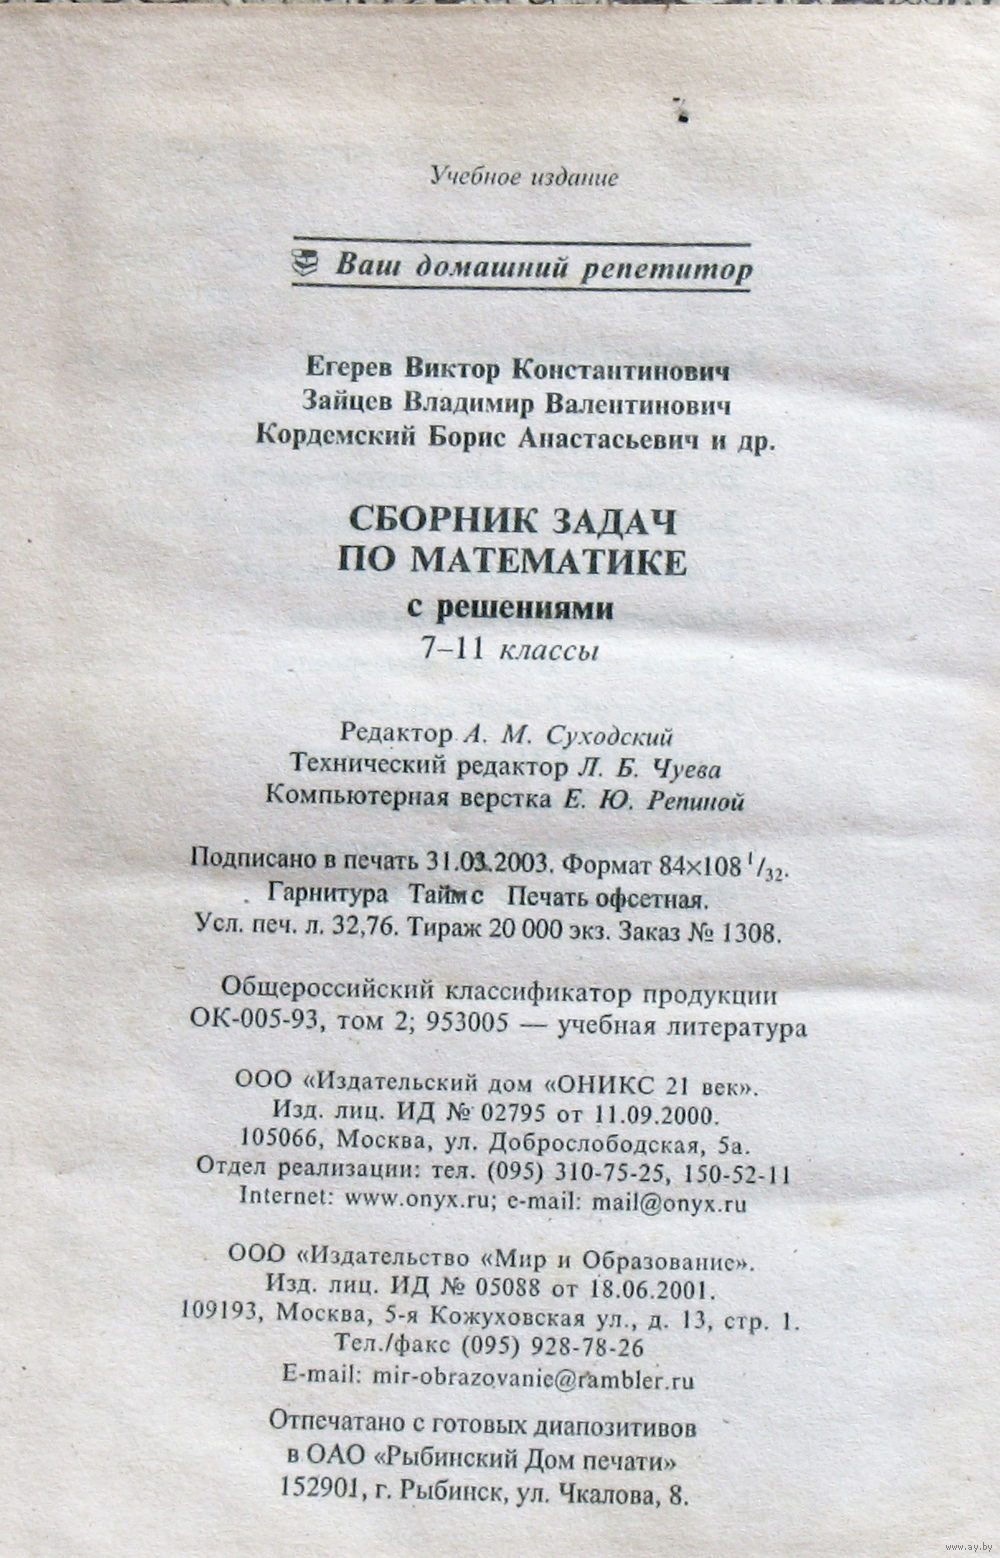 Учебное издание
Ваш домашний репетитор
Егерев Виктор Константинович
Зайцев Владимир Валентинович
Кордемский Борис Анастасьевич и др.
СБОРНИК ЗАДАЧ
ПО МАТЕМАТИКЕ
с решениями
7–11 классы
Редактор А. М. Суходский
Технический редактор Л. Б. Чуева
Компьютерная верстка Е. Ю. Репиной
Подписано в печать 31.03.2003. Формат 84×108 1/32.
Гарнитура Таймс Печать офсетная.
Усл. печ. л. 32,76. Тираж 20 000 экз. Заказ № 1308.
Общероссийский классификатор продукции
ОК-005-93, том 2; 953005 — учебная литература
ООО «Издательский дом «ОНИКС 21 век».
Изд. лиц. ИД № 02795 от 11.09.2000.
105066, Москва, ул. Доброслободская, 5а.
Отдел реализации: тел. (095) 310-75-25, 150-52-11
Internet: www.onyx.ru; e-mail: mail@onyx.ru
ООО «Издательство «Мир и Образование».
Изд. лиц. ИД № 05088 от 18.06.2001.
109193, Москва, 5-я Кожуховская ул., д. 13, стр. 1.
Тел./факс (095) 928-78-26
E-mail: mir-obrazovanie@rambler.ru
Отпечатано с готовых диапозитивов
в ОАО «Рыбинский Дом печати»
152901, г. Рыбинск, ул. Чкалова, 8.
www.ay.by